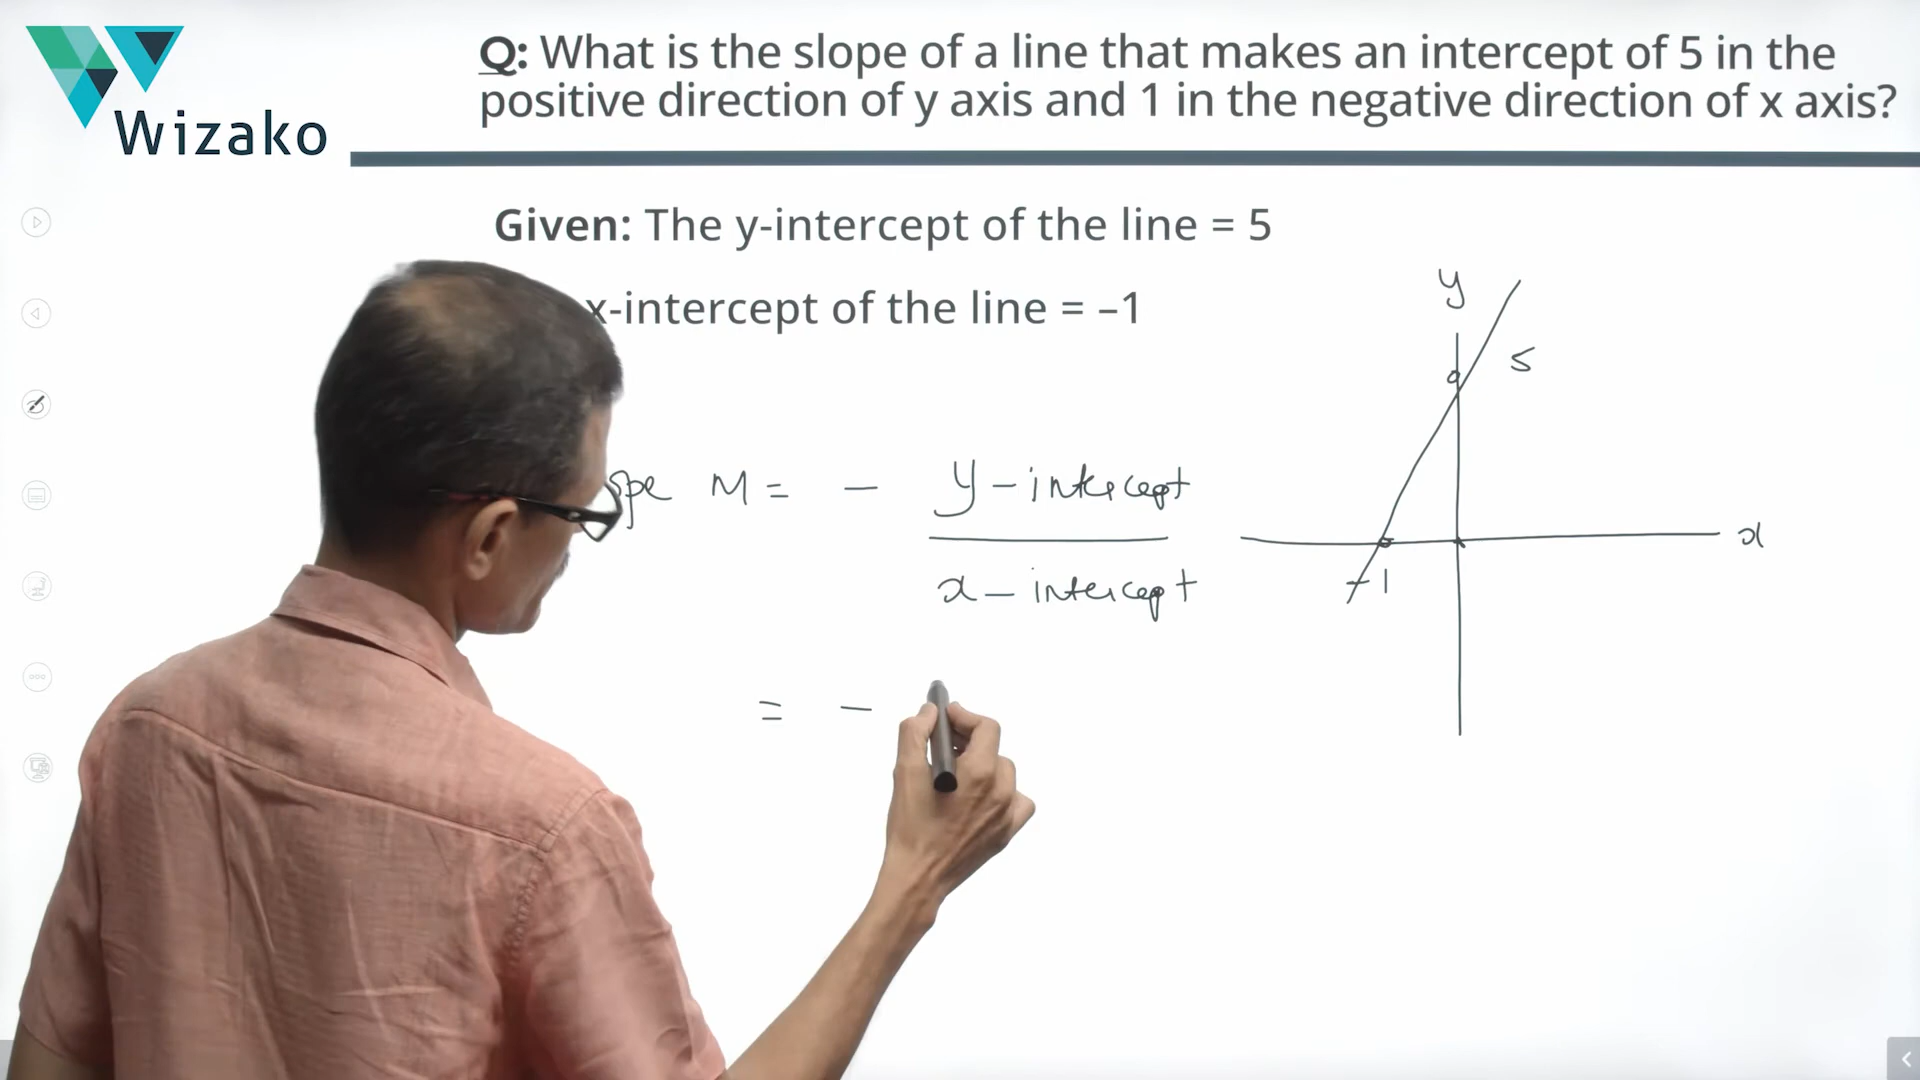 Wizako
Q: What is the slope of a line that makes an intercept of 5 in the
positive direction of y axis and 1 in the negative direction of x axis?
Given: The y-intercept of the line = 5
x-intercept of the line = –1
y
5
ope M = - y-intercept
x-intercept
x
-1
= -